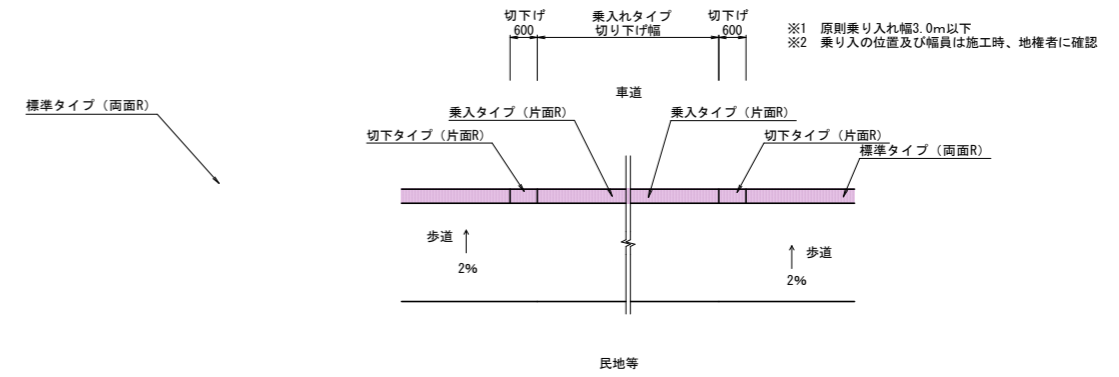 切下げ
600
乗入れタイプ
切り下げ幅
切下げ
600
※1 原則乗り入れ幅3.0m以下
※2 乗り入の位置及び幅員は施工時、地権者に確認
車道
標準タイプ（両面R）
乗入タイプ（片面R）
乗入タイプ（片面R）
切下タイプ（片面R）
切下タイプ（片面R）
標準タイプ（両面R）
歩道
2%
歩道
2%
民地等